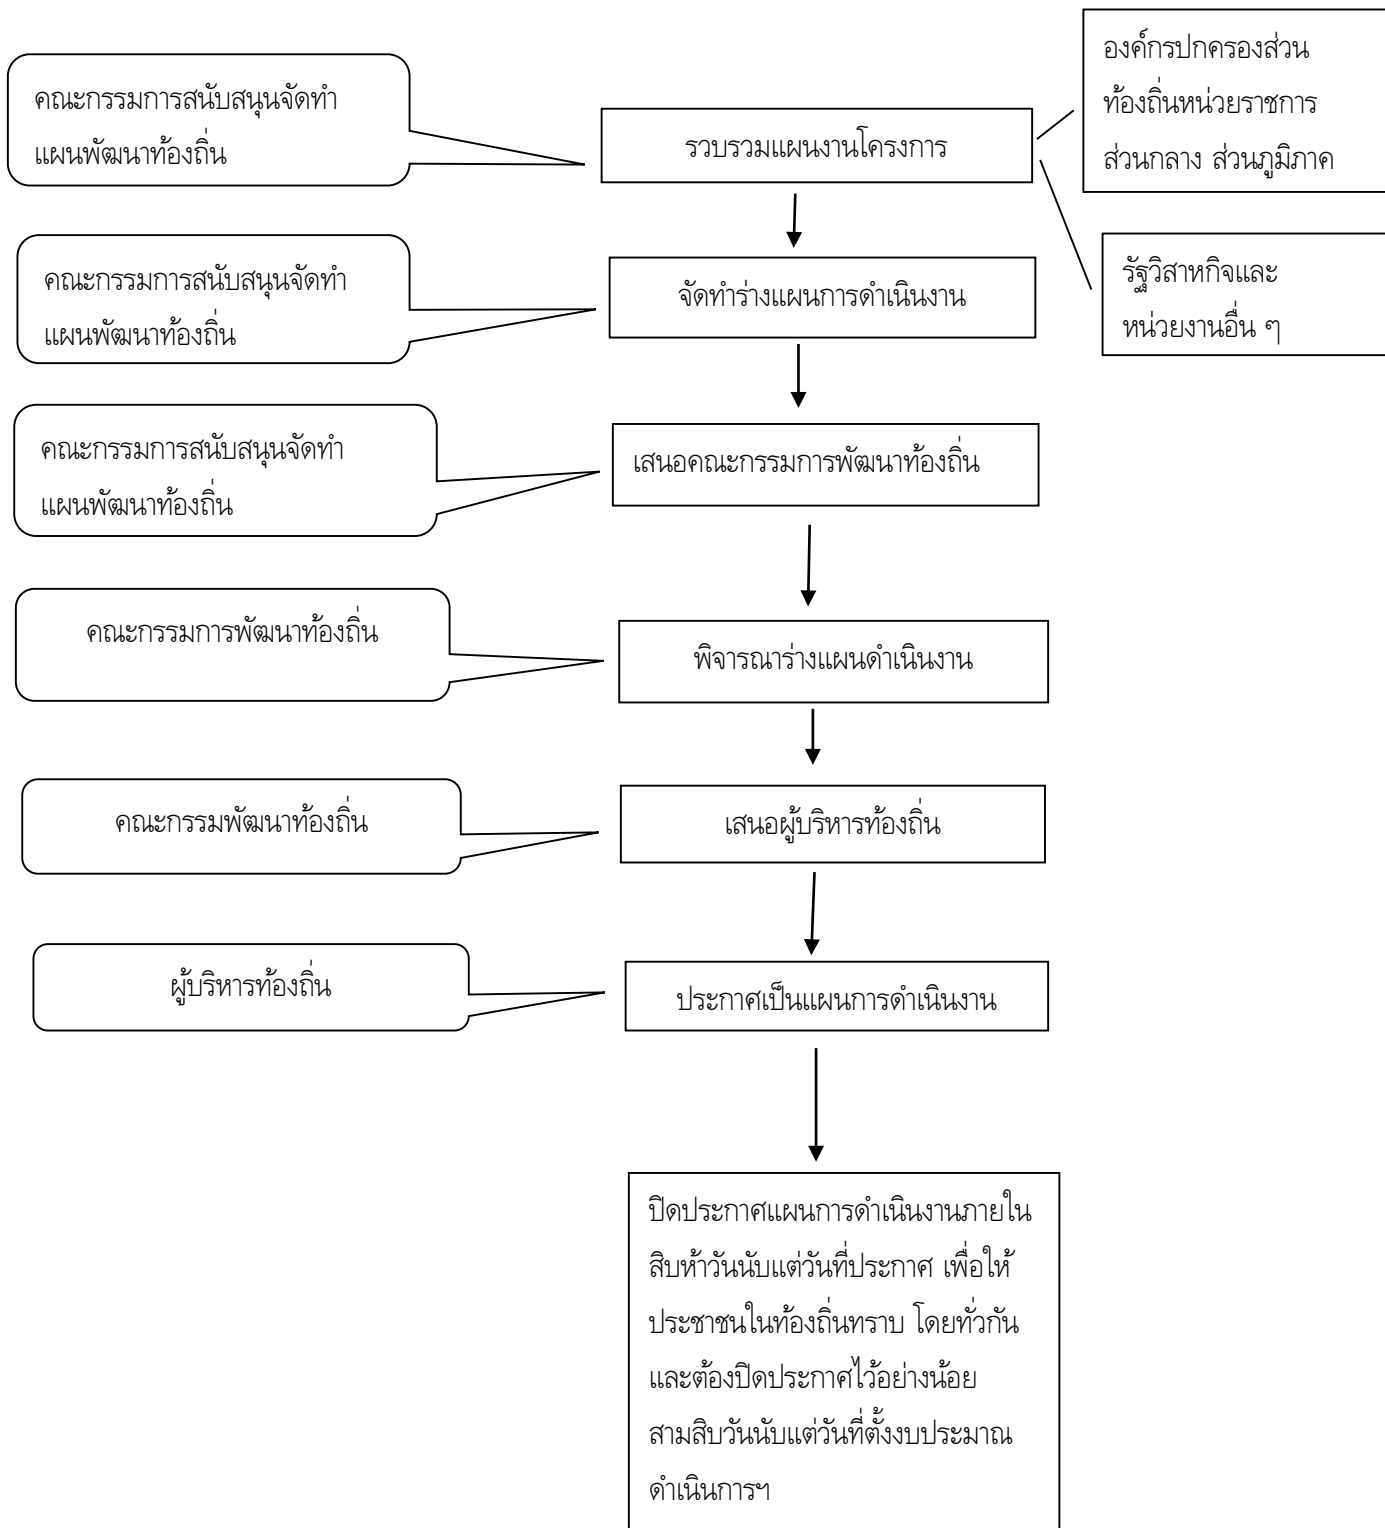 องค์กรปกครองส่วน
ท้องถิ่นหน่วยราชการ
ส่วนกลาง ส่วนภูมิภาค
คณะกรรมการสนับสนุนจัดทำ
แผนพัฒนาท้องถิ่น
รวบรวมแผนงานโครงการ
รัฐวิสาหกิจและ
หน่วยงานอื่น ๆ
คณะกรรมการสนับสนุนจัดทำ
แผนพัฒนาท้องถิ่น
จัดทำร่างแผนการดำเนินงาน
คณะกรรมการสนับสนุนจัดทำ
แผนพัฒนาท้องถิ่น
เสนอคณะกรรมการพัฒนาท้องถิ่น
คณะกรรมการพัฒนาท้องถิ่น
พิจารณาร่างแผนดำเนินงาน
คณะกรรมพัฒนาท้องถิ่น
เสนอผู้บริหารท้องถิ่น
ผู้บริหารท้องถิ่น
ประกาศเป็นแผนการดำเนินงาน
ปิดประกาศแผนการดำเนินงานภายใน
สิบห้าวันนับแต่วันที่ประกาศ เพื่อให้
ประชาชนในท้องถิ่นทราบ โดยทั่วกัน
และต้องปิดประกาศไว้อย่างน้อย
สามสิบวันนับแต่วันที่ตั้งงบประมาณ
ดำเนินการฯ